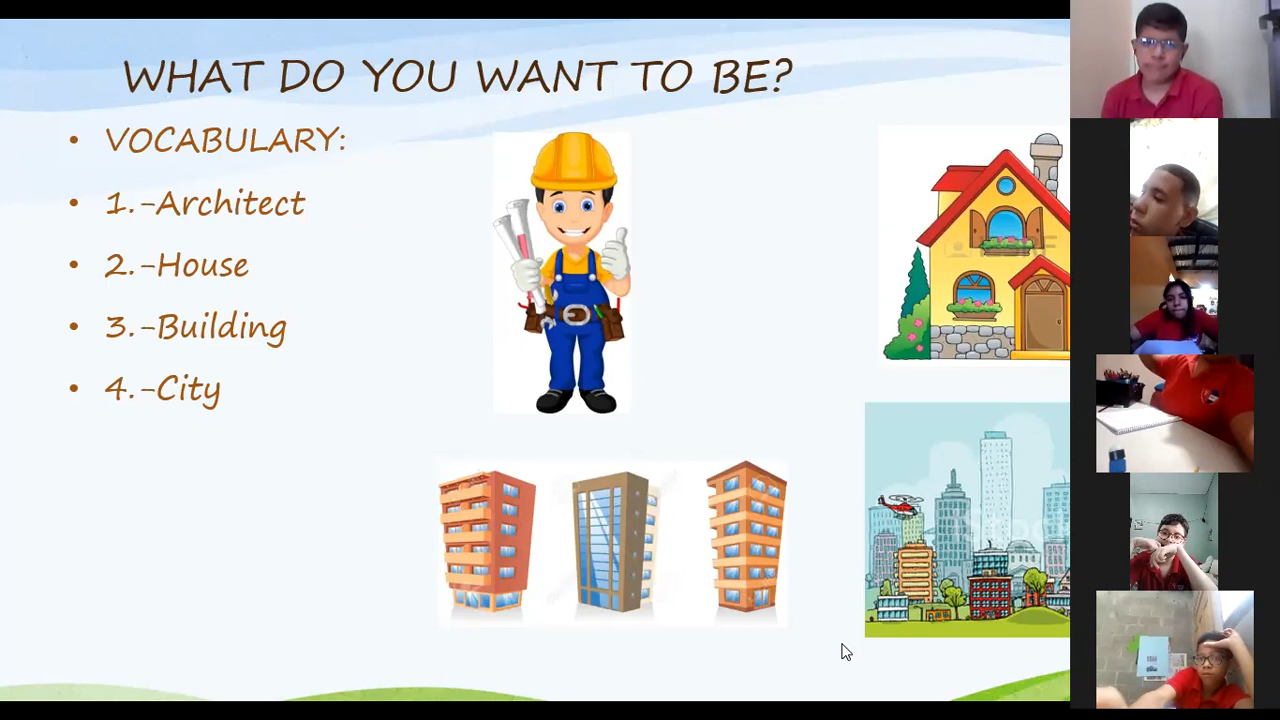 WHAT DO YOU WANT TO BE?
• VOCABULARY:
• 1.-Architect
• 2.-House
• 3.-Building
• 4.-City